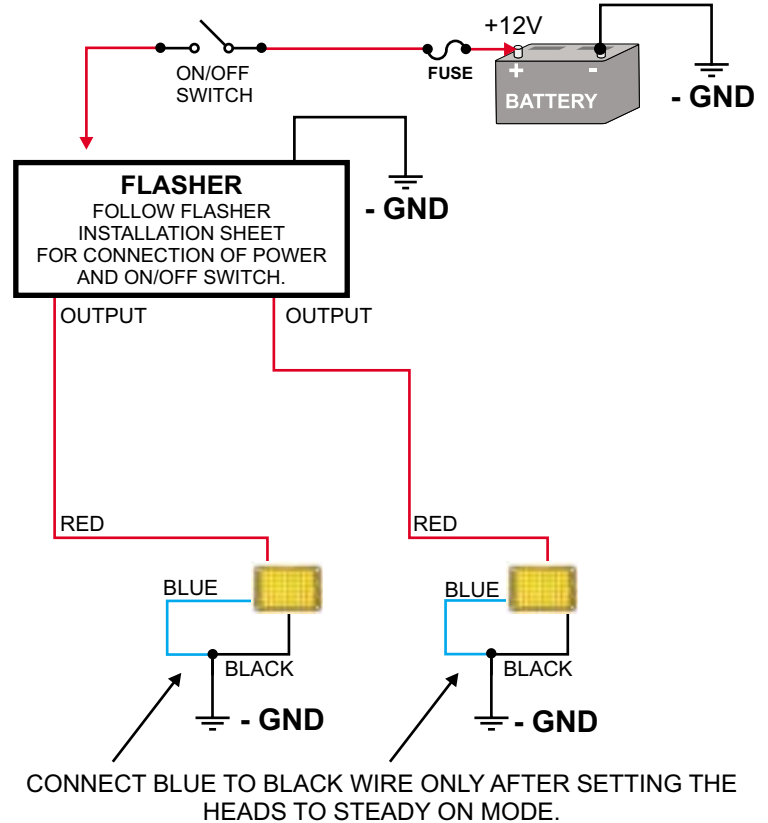 +12V
ON/OFF
SWITCH
FUSE
+ -
BATTERY
- GND
FLASHER
FOLLOW FLASHER
INSTALLATION SHEET
FOR CONNECTION OF POWER
AND ON/OFF SWITCH.
- GND
OUTPUT
OUTPUT
RED
RED
BLUE
BLUE
BLACK
BLACK
- GND
- GND
CONNECT BLUE TO BLACK WIRE ONLY AFTER SETTING THE
HEADS TO STEADY ON MODE.